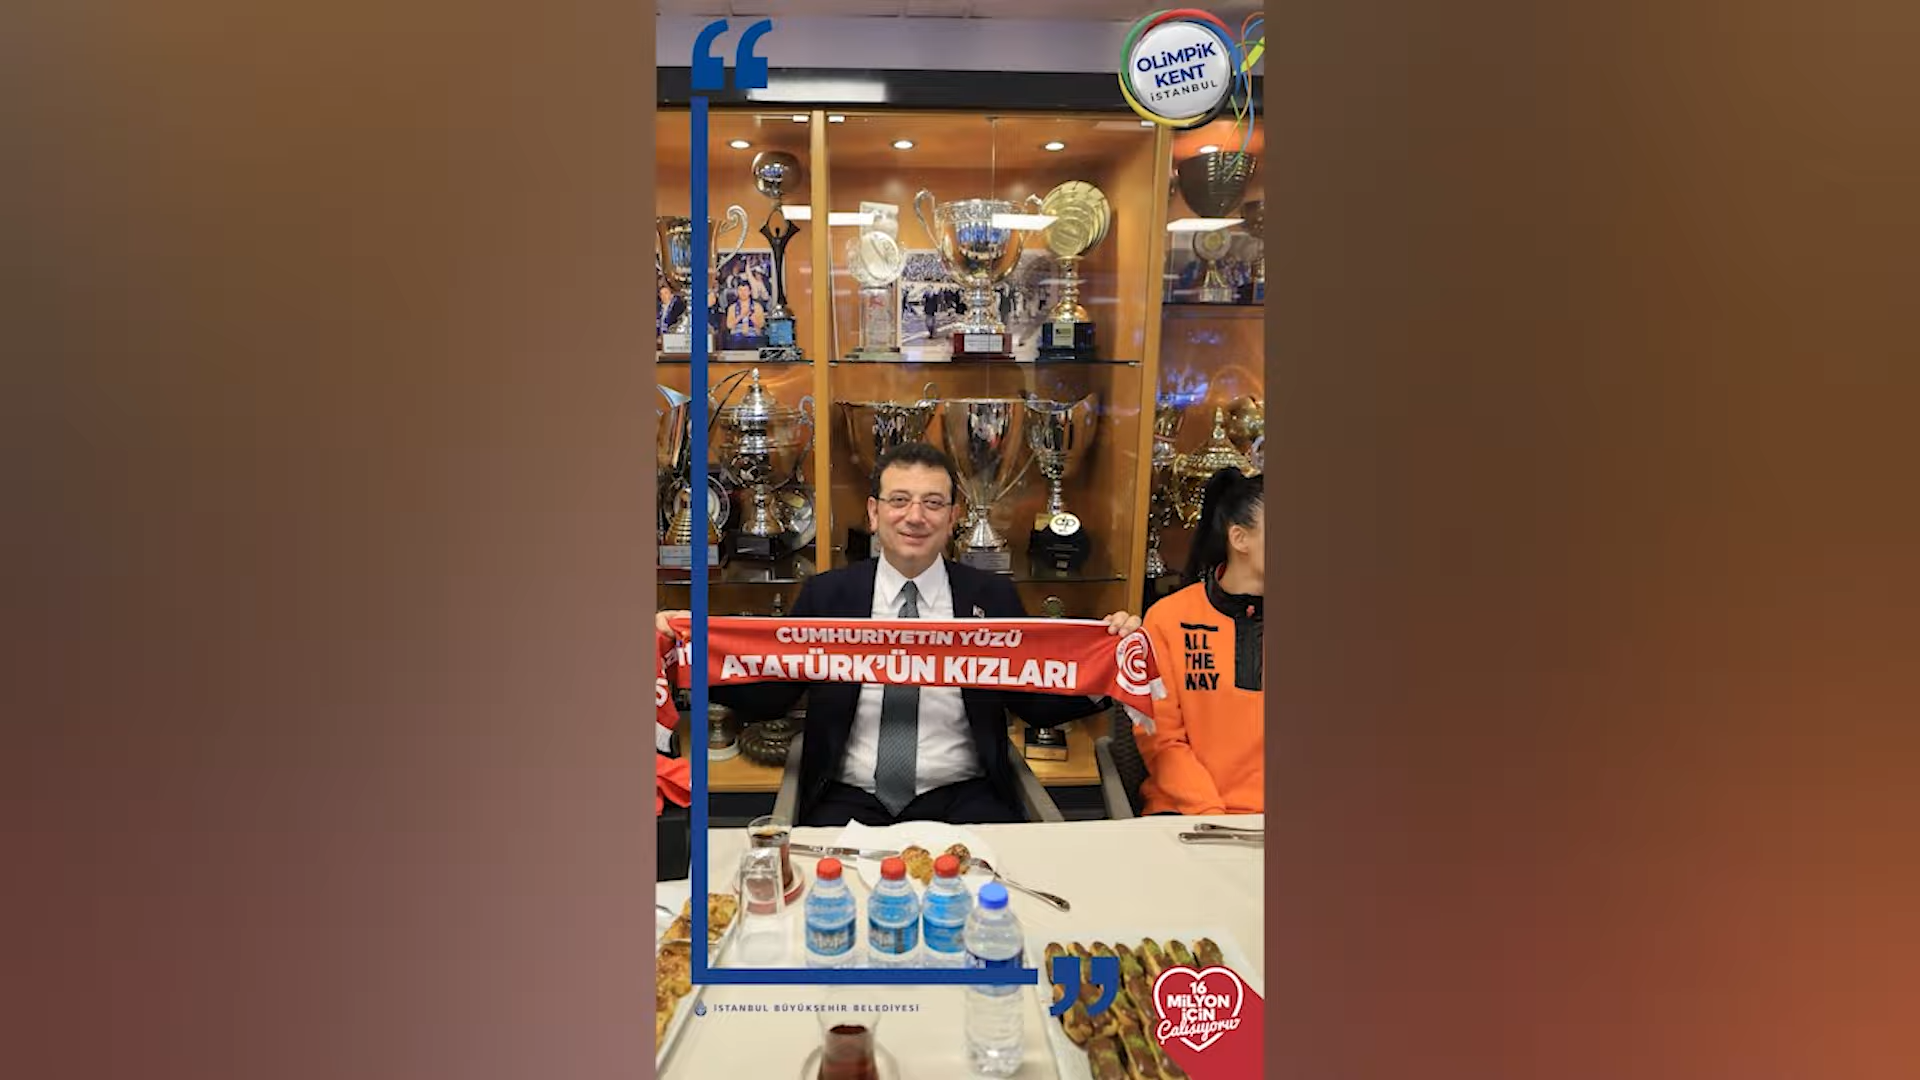 OLİMPİK
KENT
İSTANBUL
CUMHURİYETİN YÜZÜ
ATATÜRK'ÜN KIZLARI
ALL
THE
WAY
İSTANBUL BÜYÜKŞEHİR BELEDİYESİ
16
MİLYON
İÇİN
Çalışıyoruz